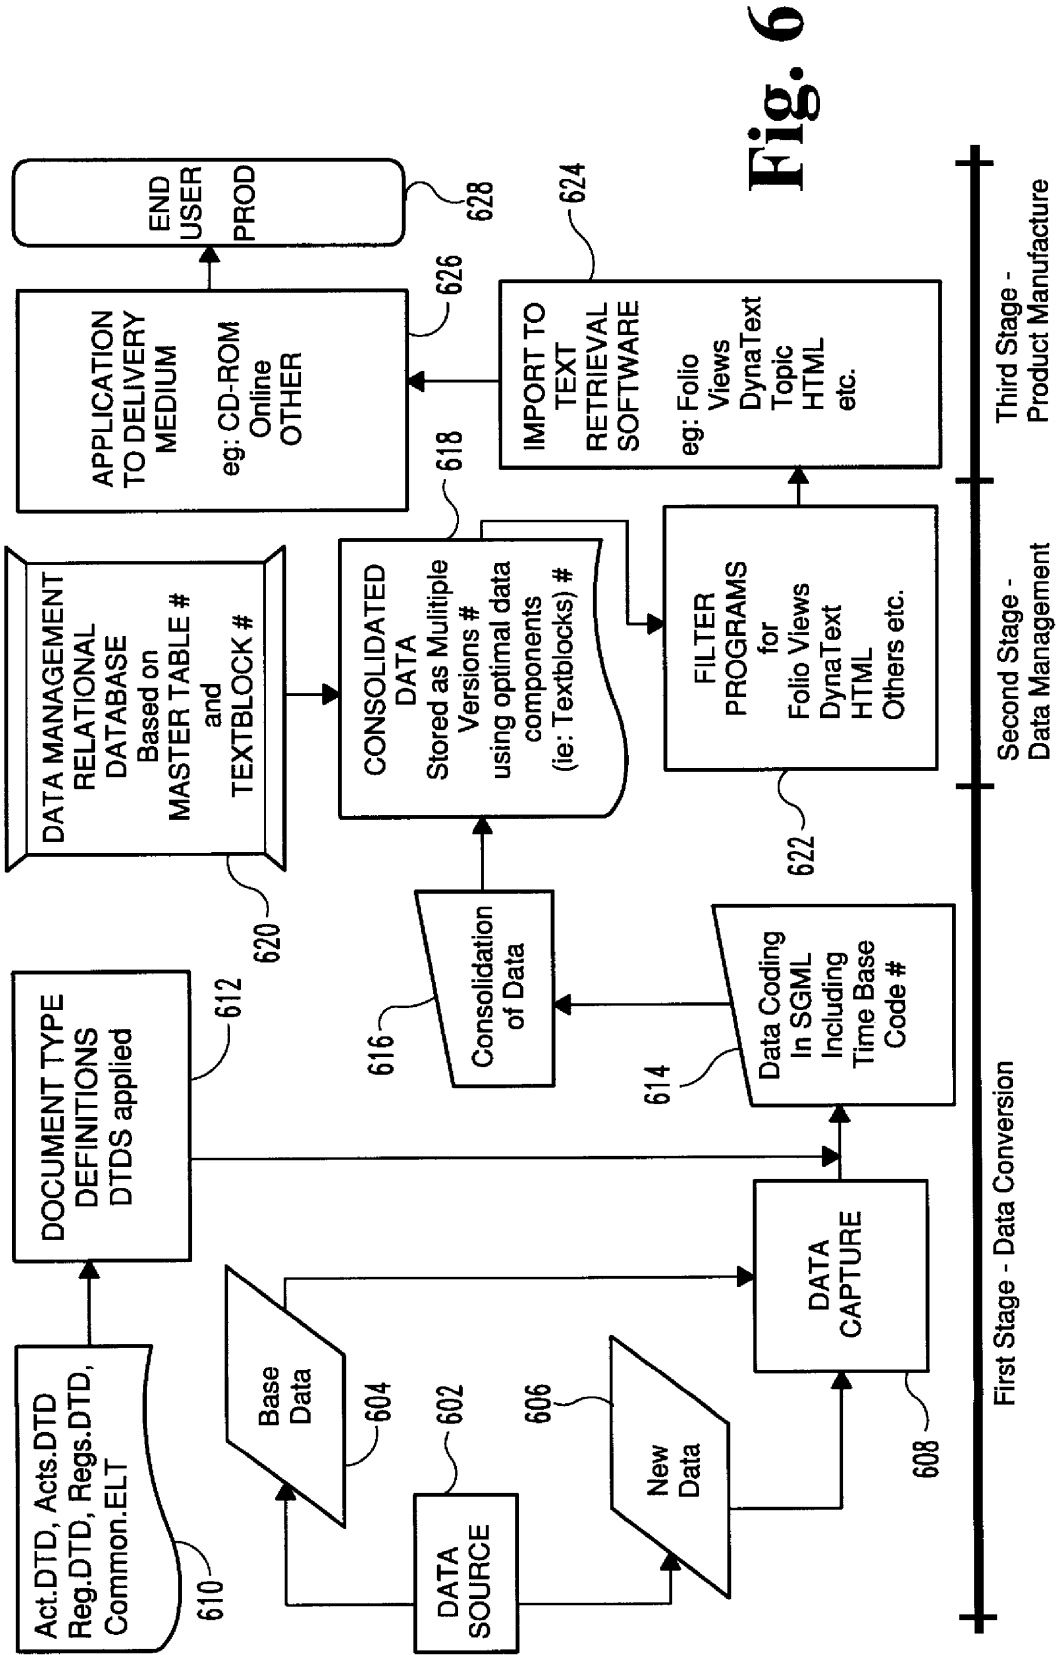 Act.DTD, Acts.DTD
Reg.DTD, Regs.DTD,
Common.ELT
610
DOCUMENT TYPE
DEFINITIONS
DTDS applied
612
DATA MANAGEMENT
RELATIONAL
DATABASE
Based on
MASTER TABLE #
and
TEXTBLOCK #
620
APPLICATION
TO DELIVERY
MEDIUM
eg: CD-ROM
Online
OTHER
626
END
USER
PROD
628
Base
Data
604
DATA
SOURCE
602
New
Data
606
DATA
CAPTURE
608
Data Coding
In SGML
Including
Time Base
Code #
614
Consolidation
of Data
616
CONSOLIDATED
DATA
Stored as Mulitiple
Versions #
using optimal data
components
(ie: Textblocks) #
618
FILTER
PROGRAMS
for
Folio Views
DynaText
HTML
Others etc.
622
IMPORT TO
TEXT
RETRIEVAL
SOFTWARE
eg: Folio
Views
DynaText
Topic
HTML
etc.
624
First Stage - Data Conversion
Second Stage -
Data Management
Third Stage -
Product Manufacture
Fig. 6